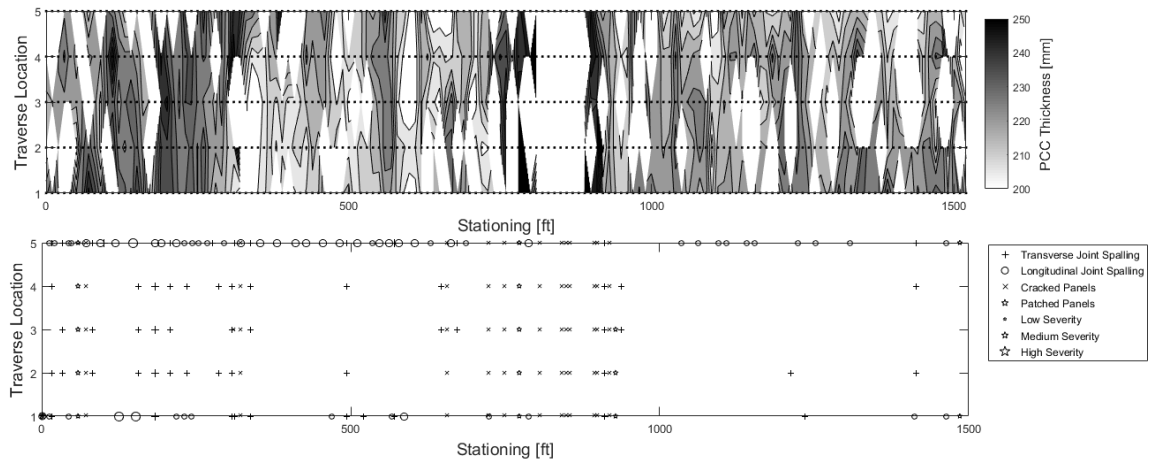 5
4
3
2
1
Traverse Location
0 500 1000 1500
Stationing [ft]
250
240
230
220
210
200
PCC Thickness [mm]
5
4
3
2
1
Traverse Location
0 500 1000 1500
Stationing [ft]
Transverse Joint Spalling
Longitudinal Joint Spalling
Cracked Panels
Patched Panels
Low Severity
Medium Severity
High Severity